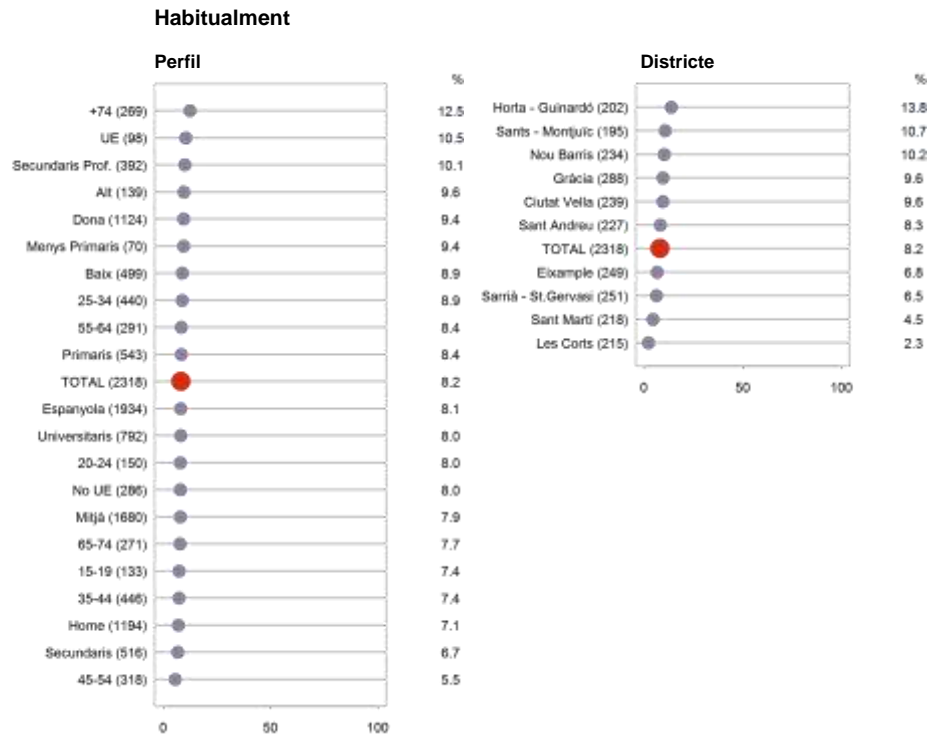 Habitualment
Perfil
%
+74 (269) 12.5
UE (98) 10.5
Secundaris Prof. (392) 10.1
Alt (139) 9.6
Dona (1124) 9.4
Menys Primaris (70) 9.4
Baix (499) 8.9
25-34 (440) 8.9
55-64 (291) 8.4
Primaris (543) 8.4
TOTAL (2318) 8.2
Espanyola (1934) 8.1
Universitaris (792) 8.0
20-24 (150) 8.0
No UE (286) 8.0
Mitjà (1680) 7.9
65-74 (271) 7.7
15-19 (133) 7.4
35-44 (446) 7.4
Home (1194) 7.1
Secundaris (516) 6.7
45-54 (318) 5.5
0 50 100
Districte
%
Horta - Guinardó (202) 13.8
Sants - Montjuïc (195) 10.7
Nou Barris (234) 10.2
Gràcia (288) 9.6
Ciutat Vella (239) 9.6
Sant Andreu (227) 8.3
TOTAL (2318) 8.2
Eixample (249) 6.8
Sarrià - St.Gervasi (251) 6.5
Sant Martí (218) 4.5
Les Corts (215) 2.3
0 50 100